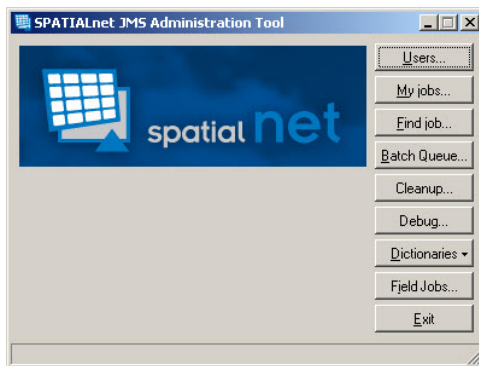 SPATIALnet JMS Administration Tool
spatial net
Users...
My jobs...
Find job...
Batch Queue...
Cleanup...
Debug...
Dictionaries
Field Jobs...
Exit